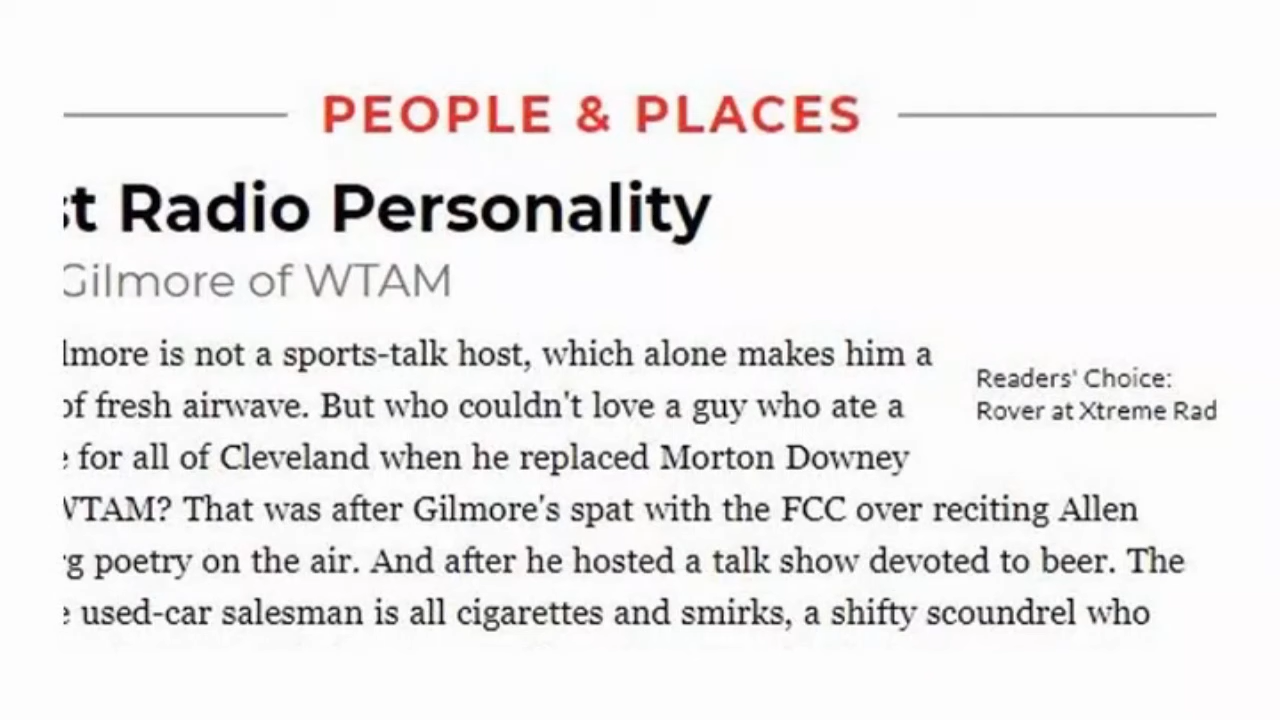 PEOPLE & PLACES
st Radio Personality
Gilmore of WTAM
lmore is not a sports-talk host, which alone makes him a
of fresh airwave. But who couldn't love a guy who ate a
Readers' Choice:
Rover at Xtreme Rad
e for all of Cleveland when he replaced Morton Downey
WTAM? That was after Gilmore's spat with the FCC over reciting Allen
rg poetry on the air. And after he hosted a talk show devoted to beer. The
e used-car salesman is all cigarettes and smirks, a shifty scoundrel who